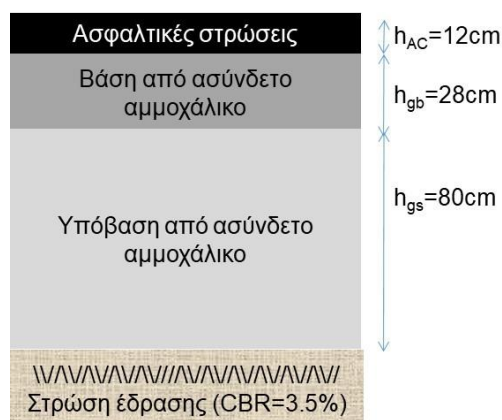 Ασφαλτικές στρώσεις
h_AC=12cm
Βάση από ασύνδετο
αμμοχάλικο
h_gb=28cm
Υπόβαση από ασύνδετο
αμμοχάλικο
h_gs=80cm
Στρώση έδρασης (CBR=3.5%)